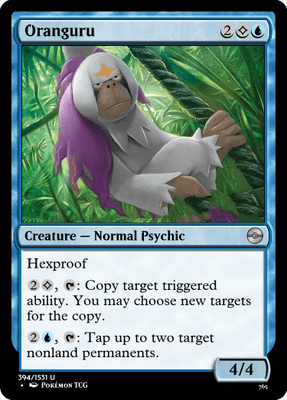 Oranguru 2
Creature — Normal Psychic
Hexproof
2 , : Copy target triggered
ability. You may choose new targets
for the copy.
2 , : Tap up to two target
nonland permanents.
4/4
394/1531 U
• Pokémon TCG